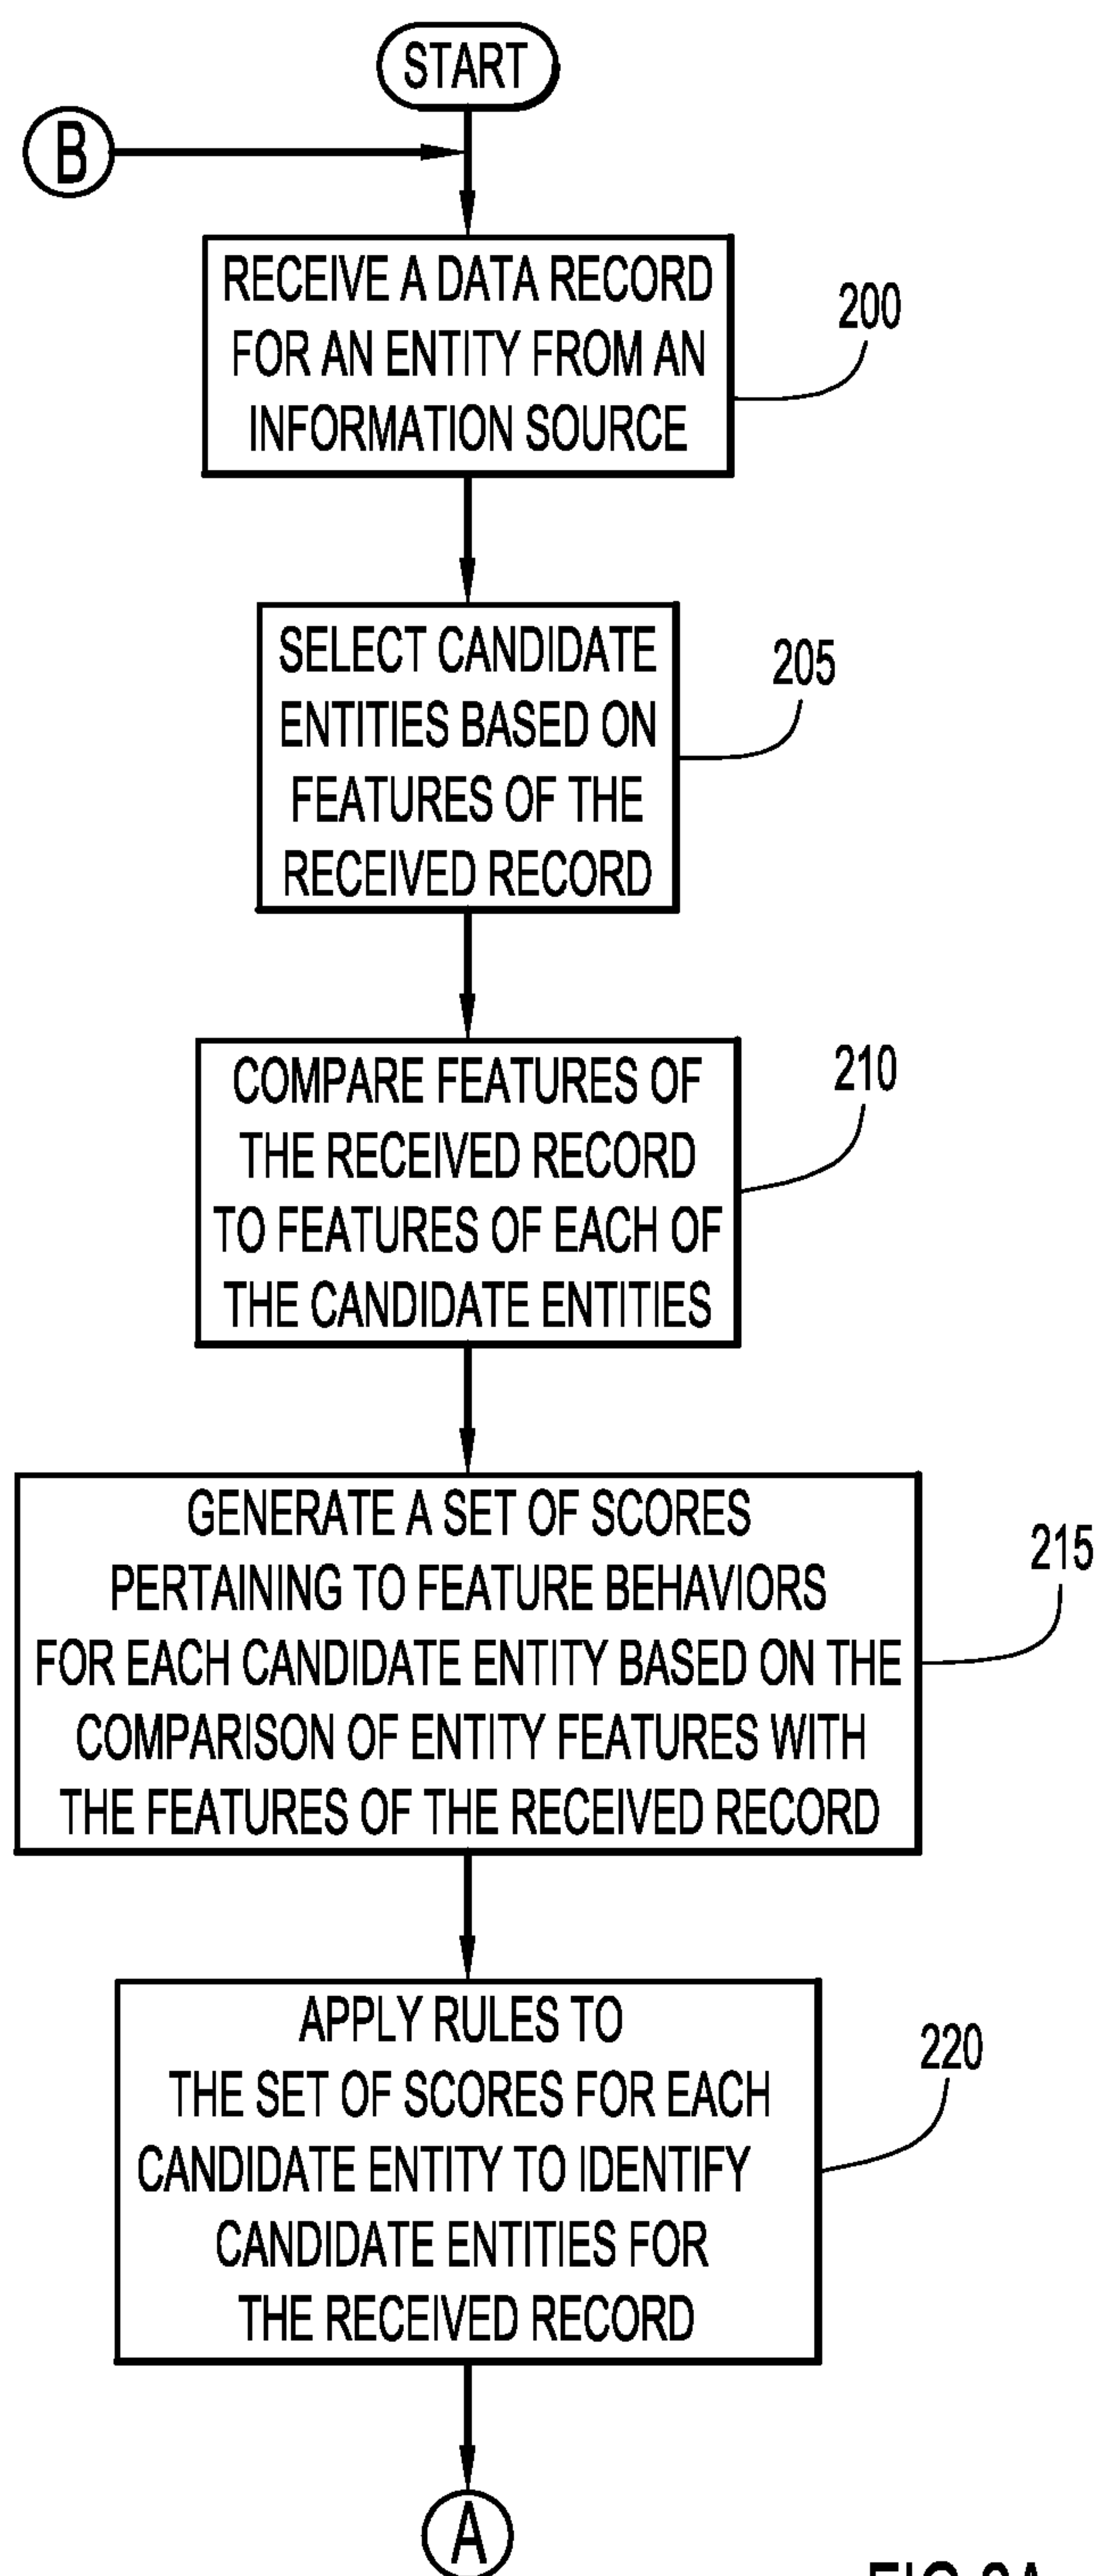 START
B
RECEIVE A DATA RECORD
FOR AN ENTITY FROM AN
INFORMATION SOURCE
200
SELECT CANDIDATE
ENTITIES BASED ON
FEATURES OF THE
RECEIVED RECORD
205
COMPARE FEATURES OF
THE RECEIVED RECORD
TO FEATURES OF EACH OF
THE CANDIDATE ENTITIES
210
GENERATE A SET OF SCORES
PERTAINING TO FEATURE BEHAVIORS
FOR EACH CANDIDATE ENTITY BASED ON THE
COMPARISON OF ENTITY FEATURES WITH
THE FEATURES OF THE RECEIVED RECORD
215
APPLY RULES TO
THE SET OF SCORES FOR EACH
CANDIDATE ENTITY TO IDENTIFY
CANDIDATE ENTITIES FOR
THE RECEIVED RECORD
220
A